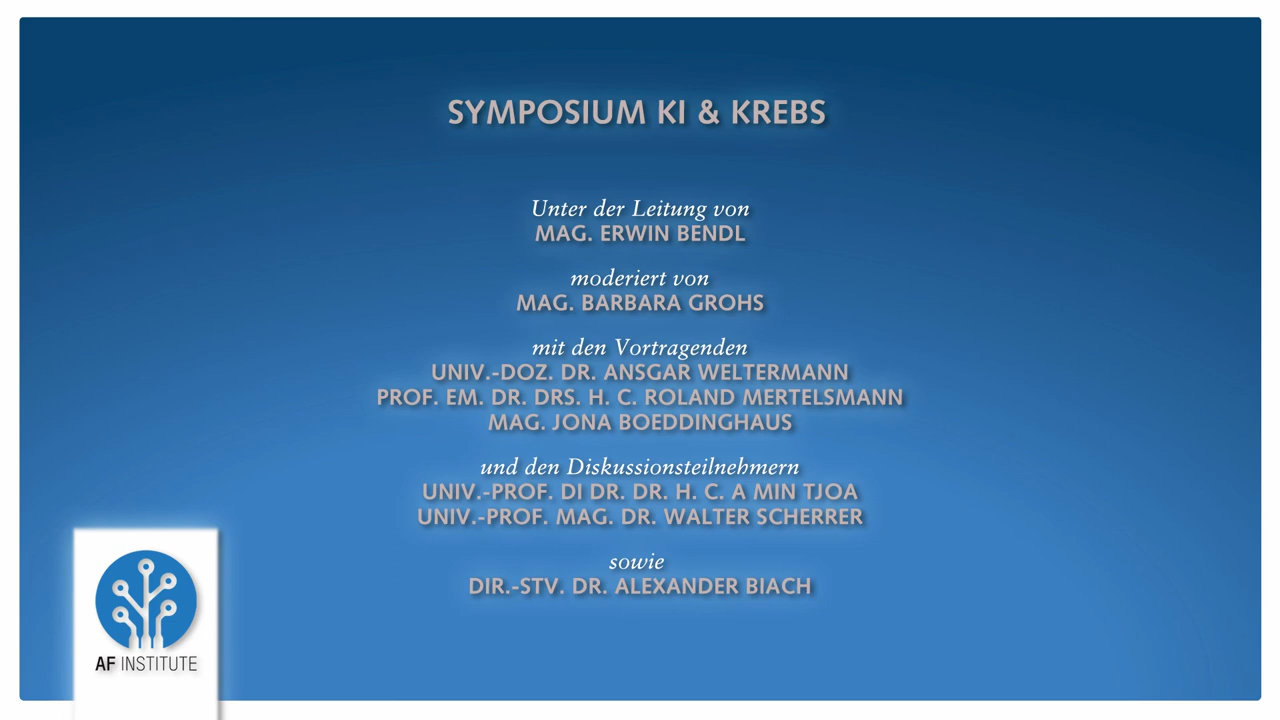 SYMPOSIUM KI & KREBS
Unter der Leitung von
MAG. ERWIN BENDL
moderiert von
MAG. BARBARA GROHS
mit den Vortragenden
UNIV.-DOZ. DR. ANSGAR WELTERMANN
PROF. EM. DR. DRS. H. C. ROLAND MERTELSMANN
MAG. JONA BOEDDINGHAUS
und den Diskussionsteilnehmern
UNIV.-PROF. DI DR. DR. H. C. A MIN TJOA
UNIV.-PROF. MAG. DR. WALTER SCHERRER
sowie
DIR.-STV. DR. ALEXANDER BIACH
AF INSTITUTE